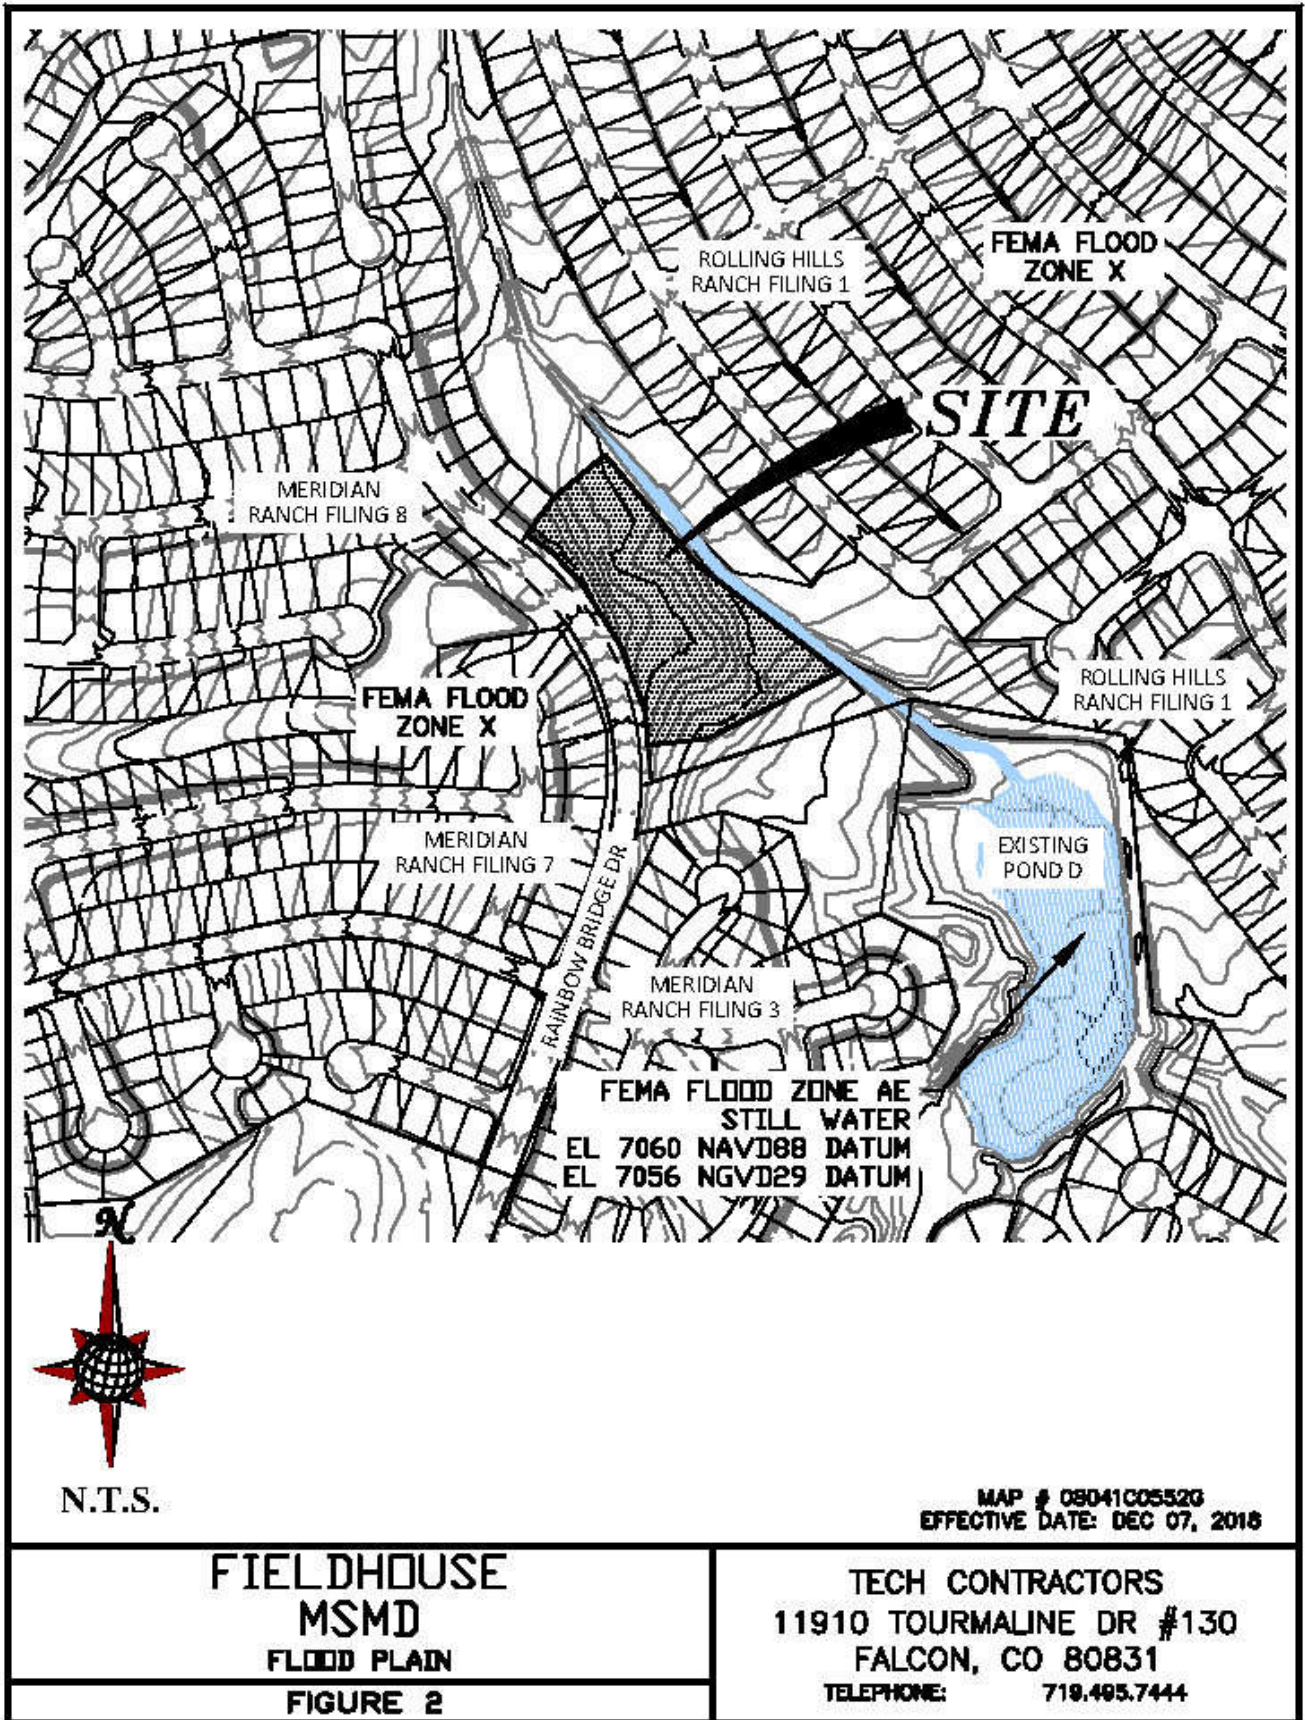 ROLLING HILLS
RANCH FILING 1
FEMA FLOOD
ZONE X
SITE
MERIDIAN
RANCH FILING 8
ROLLING HILLS
RANCH FILING 1
FEMA FLOOD
ZONE X
MERIDIAN
RANCH FILING 7
EXISTING
POND D
RAINBOW BRIDGE DR
MERIDIAN
RANCH FILING 3
FEMA FLOOD ZONE AE
STILL WATER
EL 7060 NAVD88 DATUM
EL 7056 NGVD29 DATUM
N
N.T.S.
MAP # 08041C0552G
EFFECTIVE DATE: DEC 07, 2018
FIELDHOUSE
MSMD
FLOOD PLAIN
FIGURE 2
TECH CONTRACTORS
11910 TOURMALINE DR #130
FALCON, CO 80831
TELEPHONE: 719.495.7444